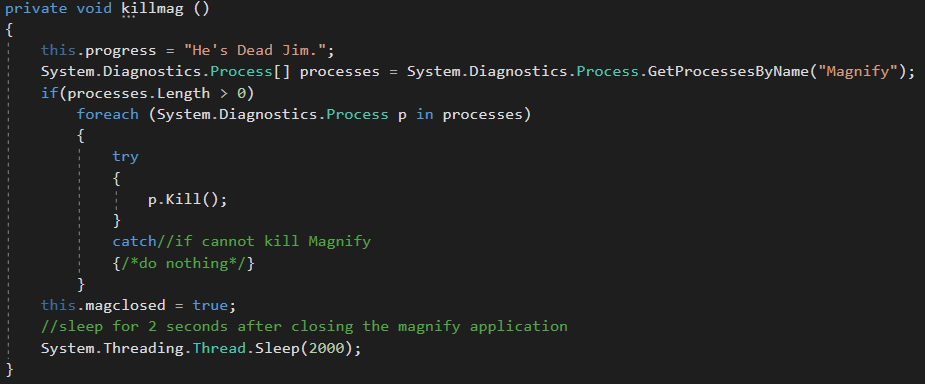 private void killmag ()
{
this.progress = "He's Dead Jim.";
System.Diagnostics.Process[] processes = System.Diagnostics.Process.GetProcessesByName("Magnify");
if(processes.Length > 0)
foreach (System.Diagnostics.Process p in processes)
{
try
{
p.Kill();
}
catch//if cannot kill Magnify
{/*do nothing*/}
}
this.magclosed = true;
//sleep for 2 seconds after closing the magnify application
System.Threading.Thread.Sleep(2000);
}